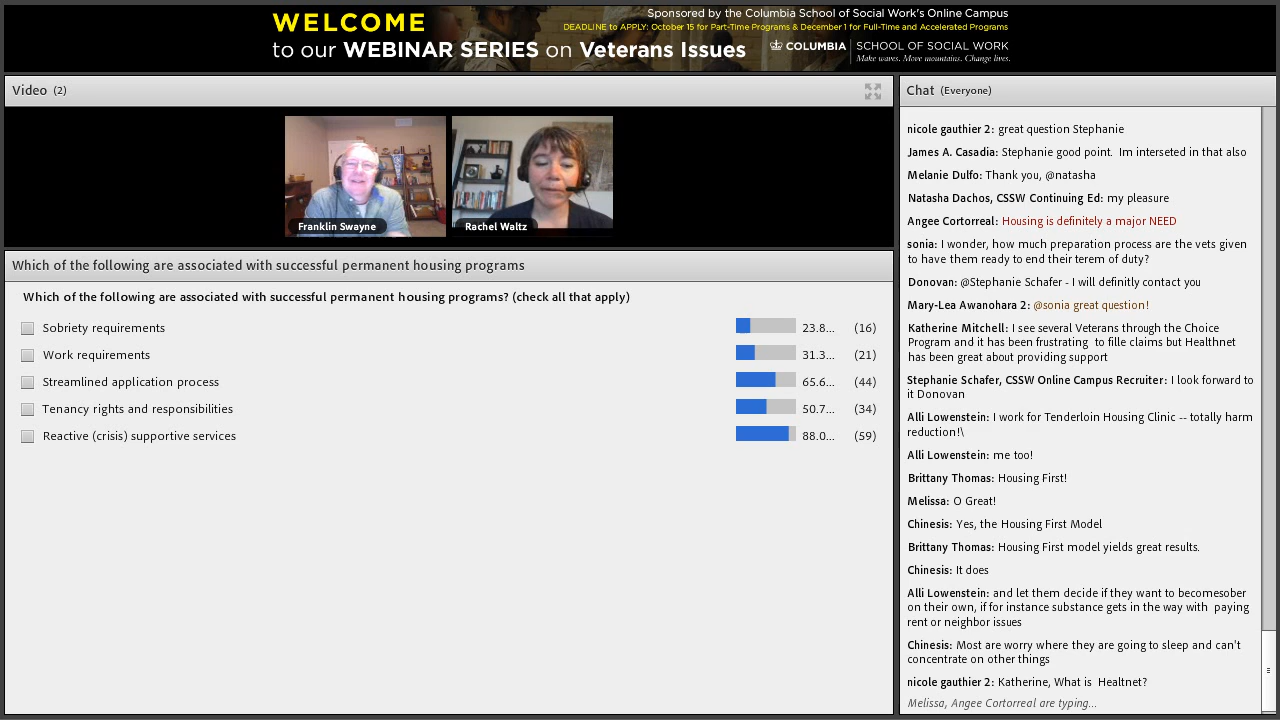 WELCOME
to our WEBINAR SERIES on Veterans Issues
Sponsored by the Columbia School of Social Work's Online Campus
DEADLINE to APPLY: October 15 for Part-Time Programs & December 1 for Full-Time and Accelerated Programs
COLUMBIA | SCHOOL OF SOCIAL WORK
Make waves. Move mountains. Change lives.
Video (2)
Franklin Swayne
Rachel Waltz
Which of the following are associated with successful permanent housing programs
Which of the following are associated with successful permanent housing programs? (check all that apply)
Sobriety requirements 23.8... (16)
Work requirements 31.3... (21)
Streamlined application process 65.6... (44)
Tenancy rights and responsibilities 50.7... (34)
Reactive (crisis) supportive services 88.0... (59)
Chat (Everyone)
nicole gauthier 2: great question Stephanie
James A. Casadia: Stephanie good point. Im interseted in that also
Melanie Dulfo: Thank you, @natasha
Natasha Dachos, CSSW Continuing Ed: my pleasure
Angee Cortorreal: Housing is definitely a major NEED
sonia: I wonder, how much preparation process are the vets given
to have them ready to end their terem of duty?
Donovan: @Stephanie Schafer - I will definitly contact you
Mary-Lea Awanohara 2: @sonia great question!
Katherine Mitchell: I see several Veterans through the Choice
Program and it has been frustrating to fille claims but Healthnet
has been great about providing support
Stephanie Schafer, CSSW Online Campus Recruiter: I look forward to
it Donovan
Alli Lowenstein: I work for Tenderloin Housing Clinic -- totally harm
reduction!\
Alli Lowenstein: me too!
Brittany Thomas: Housing First!
Melissa: O Great!
Chinesis: Yes, the Housing First Model
Brittany Thomas: Housing First model yields great results.
Chinesis: It does
Alli Lowenstein: and let them decide if they want to becomesober
on their own, if for instance substance gets in the way with paying
rent or neighbor issues
Chinesis: Most are worry where they are going to sleep and can't
concentrate on other things
nicole gauthier 2: Katherine, What is Healtnet?
Melissa, Angee Cortorreal are typing...